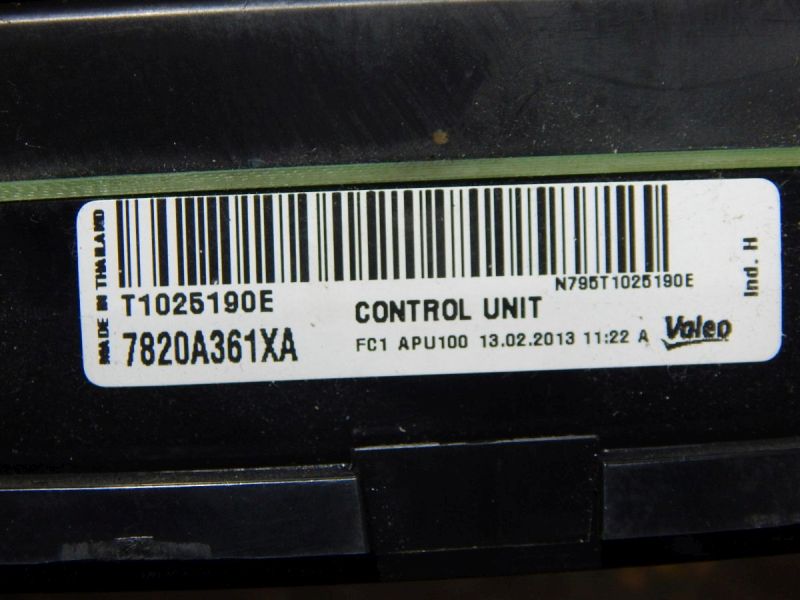 MADE IN THAILAND
N795T1025190E
T1025190E
Ind. H
CONTROL UNIT
7820A361XA
FC1 APU100 13.02.2013 11:22 A
Valeo